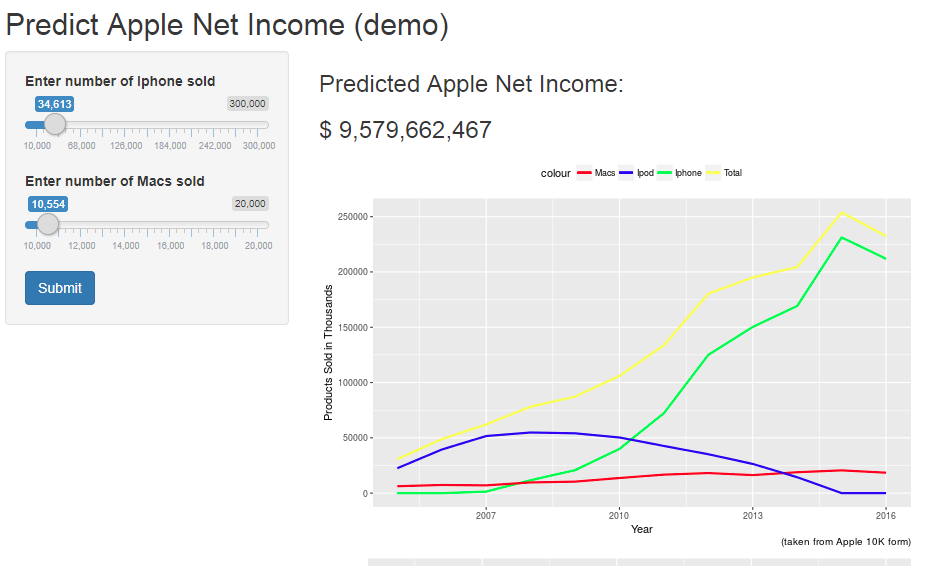 Predict Apple Net Income (demo)
Enter number of Iphone sold
34,613
300,000
10,000 68,000 126,000 184,000 242,000 300,000
Enter number of Macs sold
10,554
20,000
10,000 12,000 14,000 16,000 18,000 20,000
Submit
Predicted Apple Net Income:
$ 9,579,662,467
colour Macs Ipod Iphone Total
Products Sold in Thousands
250000
200000
150000
100000
50000
0
2007 2010 2013 2016
Year
(taken from Apple 10K form)